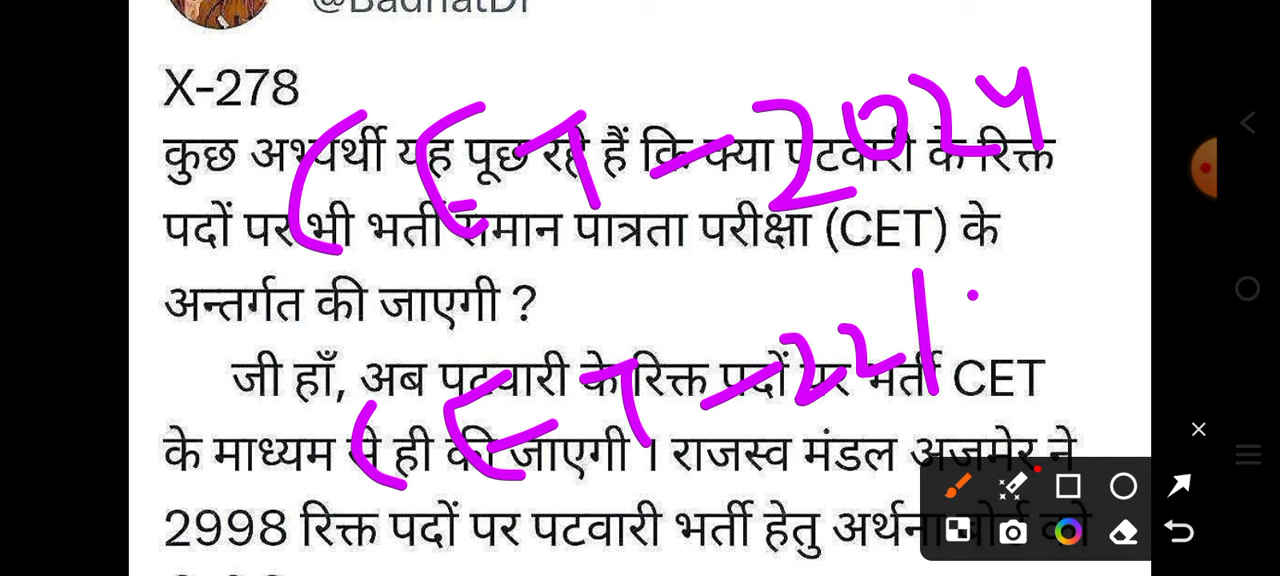 @BadhalDr
X-278
कुछ अभ्यर्थी यह पूछ रहे हैं कि क्या पटवारी के रिक्त
पदों पर भी भर्ती समान पात्रता परीक्षा (CET) के
अन्तर्गत की जाएगी ?
जी हाँ, अब पटवारी के रिक्त पदों पर भर्ती CET
के माध्यम से ही की जाएगी । राजस्व मंडल अजमेर ने
2998 रिक्त पदों पर पटवारी भर्ती हेतु अर्थना बोर्ड को
CET-2024
CET-22